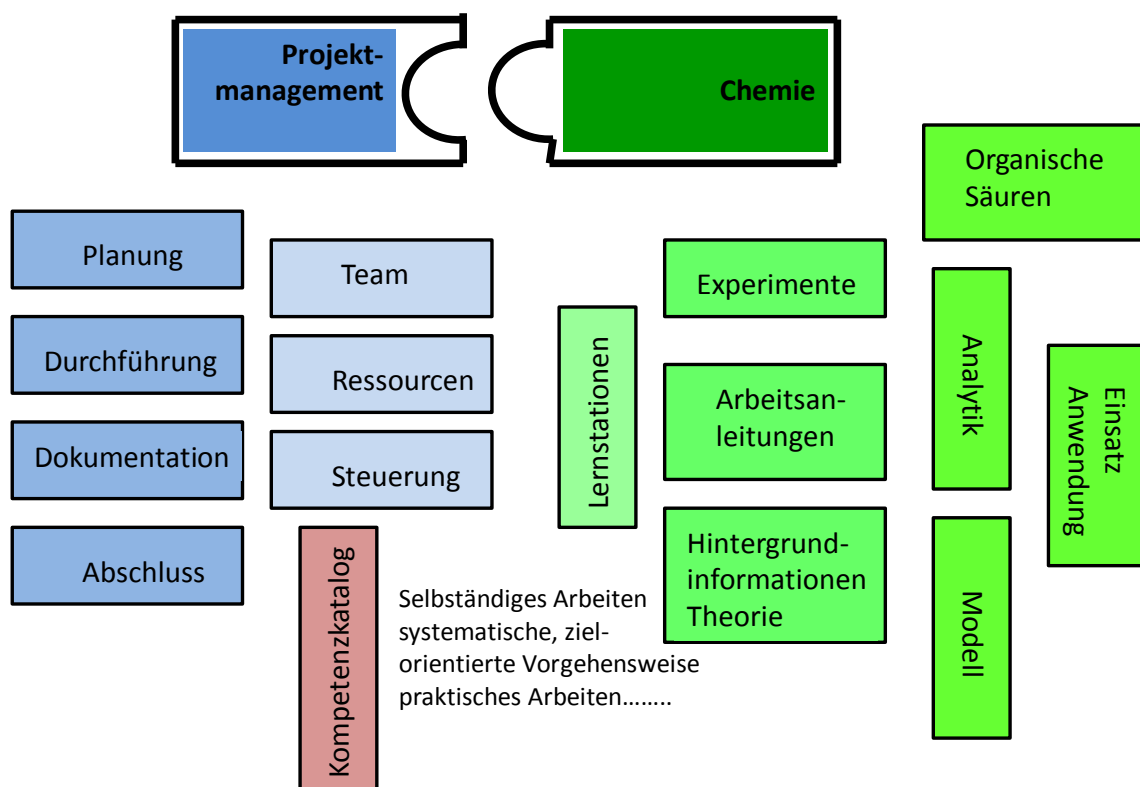 Projekt-
management
Chemie
Organische
Säuren
Planung
Durchführung
Dokumentation
Abschluss
Team
Ressourcen
Steuerung
Kompetenzkatalog
Selbständiges Arbeiten
systematische, ziel-
orientierte Vorgehensweise
praktisches Arbeiten……..
Lernstationen
Experimente
Arbeitsan-
leitungen
Hintergrund-
informationen
Theorie
Analytik
Modell
Einsatz
Anwendung